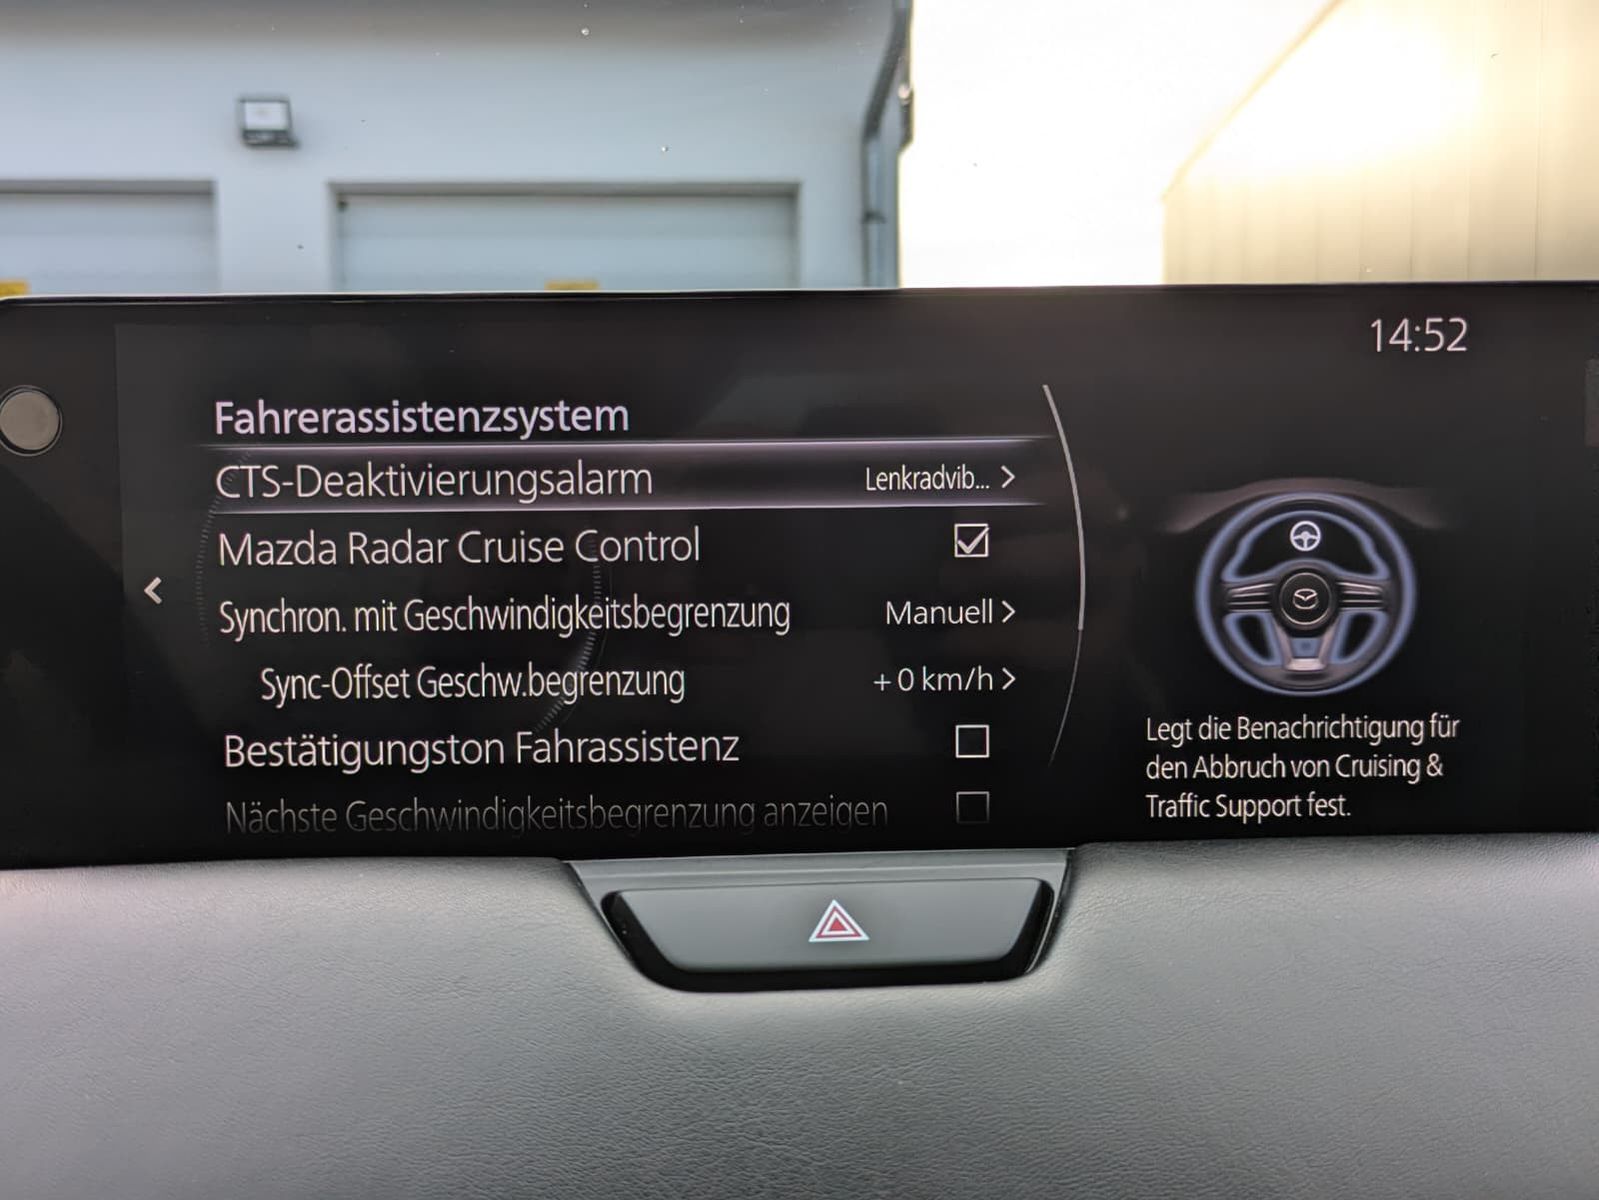 14:52
Fahrerassistenzsystem
CTS-Deaktivierungsalarm Lenkradvib... >
Mazda Radar Cruise Control
Synchron. mit Geschwindigkeitsbegrenzung Manuell >
Sync-Offset Geschw.begrenzung +0 km/h >
Bestätigungston Fahrassistenz
Nächste Geschwindigkeitsbegrenzung anzeigen
Legt die Benachrichtigung für
den Abbruch von Cruising &
Traffic Support fest.